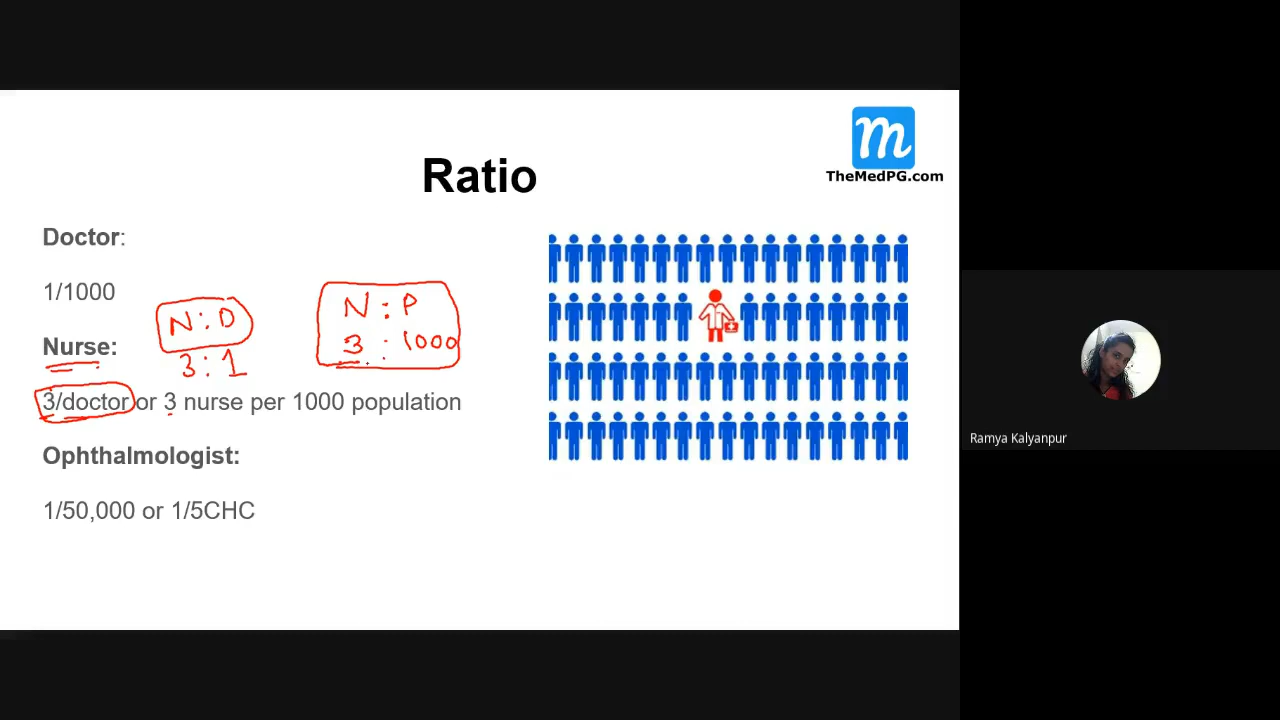 m
TheMedPG.com
Ratio
Doctor:
1/1000
N:D
3:1
N:P
3:1000
Nurse:
3/doctor or 3 nurse per 1000 population
Ophthalmologist:
1/50,000 or 1/5CHC
Ramya Kalyanpur